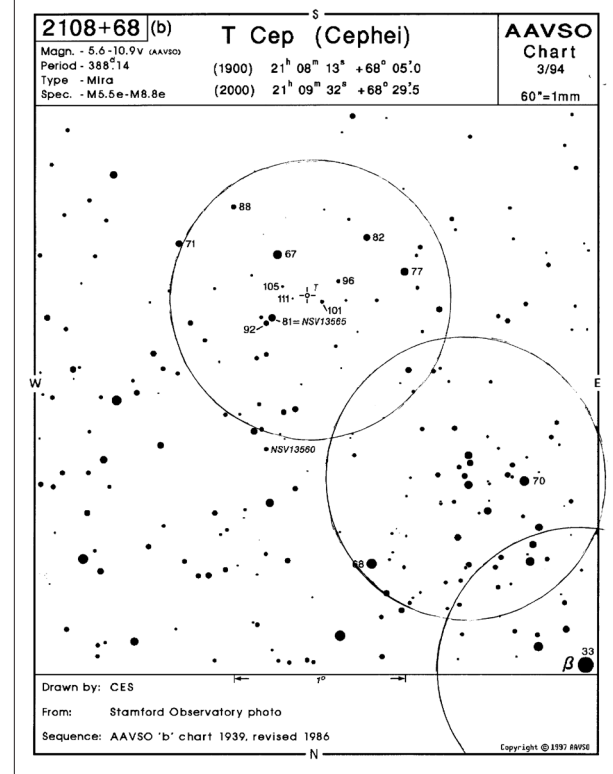 S
2108+68 (b)
Magn. - 5.6-10.9v (AAVSO)
Period - 388ᵈ.14
Type - Mira
Spec. - M5.5e-M8.8e
T Cep (Cephei)
(1900) 21ʰ 08ᵐ 13ˢ +68° 05'.0
(2000) 21ʰ 09ᵐ 32ˢ +68° 29'.5
AAVSO
Chart
3/94
60"=1mm
88
71
82
67
77
96
105
T
111
101
81=NSV13565
92
W
E
NSV13560
70
68
33
β
1°
Drawn by: CES
From: Stamford Observatory photo
Sequence: AAVSO 'b' chart 1939, revised 1986
Copyright © 1997 AAVSO
N